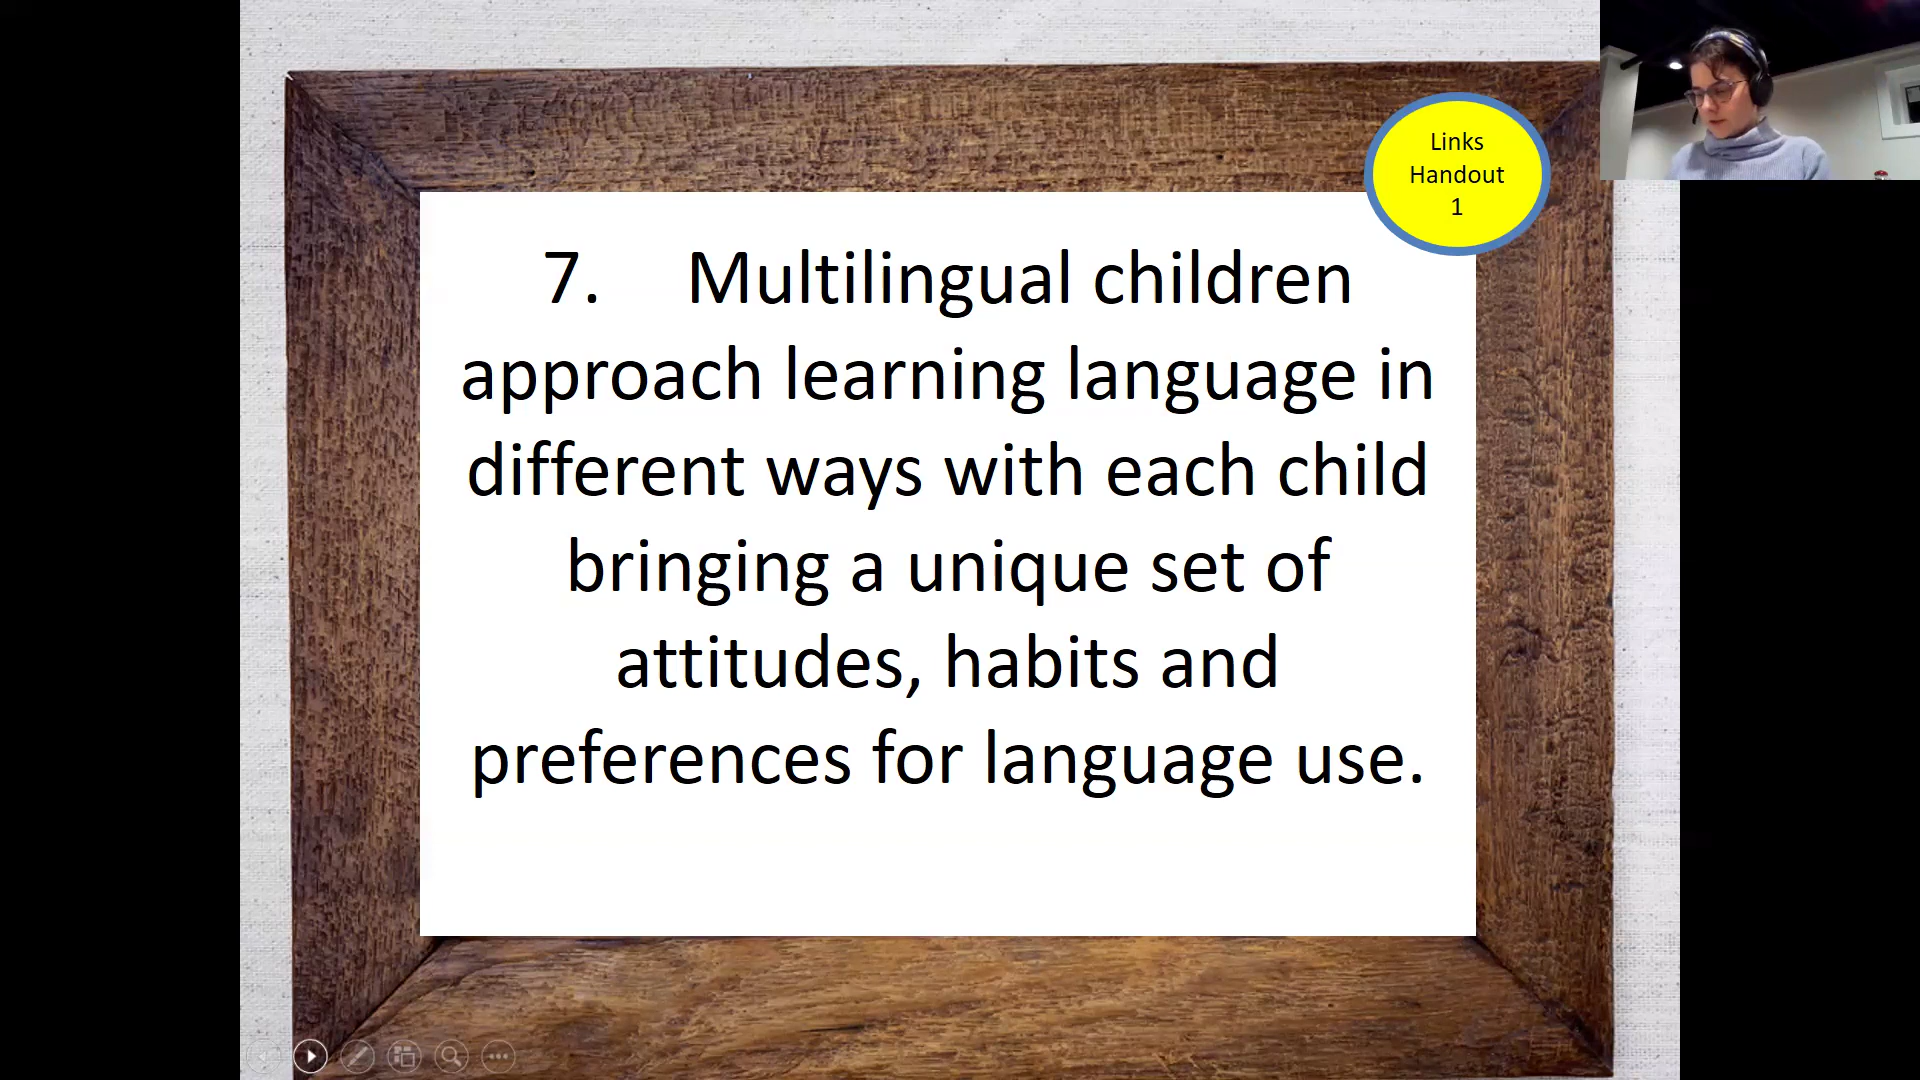 Links
Handout
1
7. Multilingual children
approach learning language in
different ways with each child
bringing a unique set of
attitudes, habits and
preferences for language use.